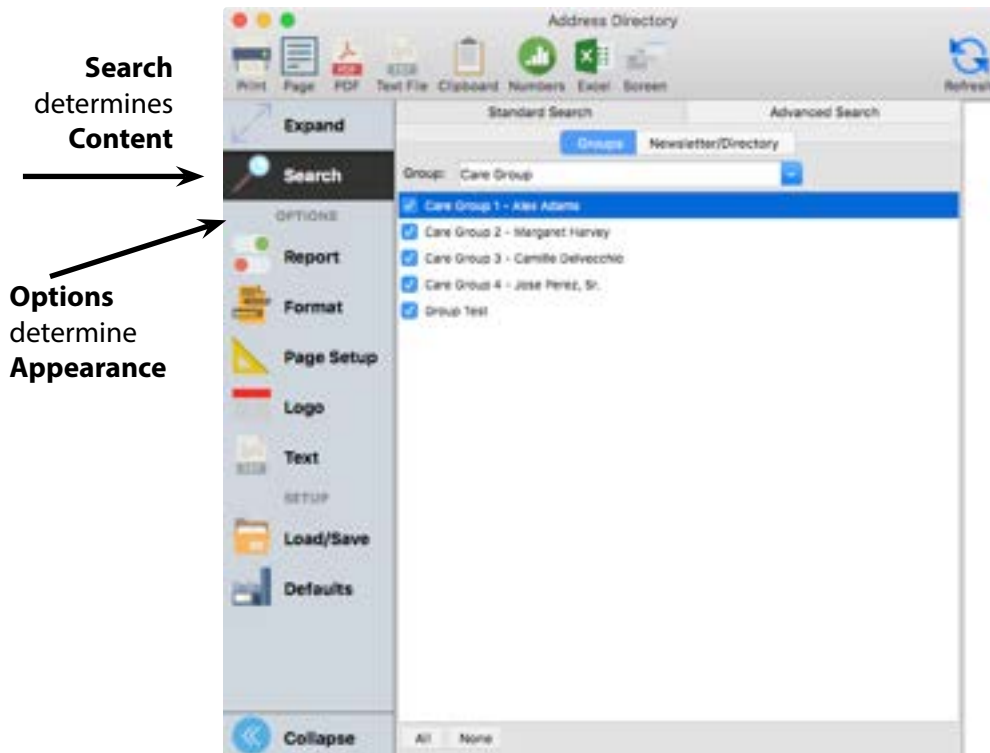 Search
determines
Content
Options
determine
Appearance
Address Directory
Print Page PDF Text File Clipboard Numbers Excel Screen Refresh
Expand
Search
OPTIONS
Report
Format
Page Setup
Logo
Text
SETUP
Load/Save
Defaults
Collapse
Standard Search Advanced Search
Groups Newsletter/Directory
Group: Care Group
Care Group 1 - Alex Adams
Care Group 2 - Margaret Harvey
Care Group 3 - Camille Delvecchio
Care Group 4 - Jose Perez, Sr.
Group Test
All None